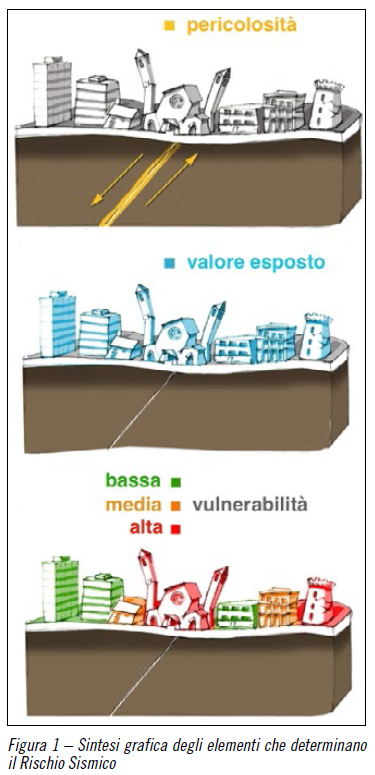 pericolosità
valore esposto
bassa
media vulnerabilità
alta
Figura 1 – Sintesi grafica degli elementi che determinano
il Rischio Sismico